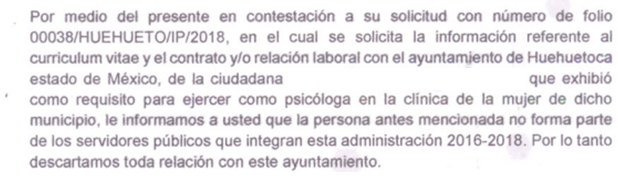 Por medio del presente en contestación a su solicitud con número de folio
00038/HUEHUETO/IP/2018, en el cual se solicita la información referente al
curriculum vitae y el contrato y/o relación laboral con el ayuntamiento de Huehuetoca
estado de México, de la ciudadana que exhibió
como requisito para ejercer como psicóloga en la clínica de la mujer de dicho
municipio, le informamos a usted que la persona antes mencionada no forma parte
de los servidores públicos que integran esta administración 2016-2018. Por lo tanto
descartamos toda relación con este ayuntamiento.